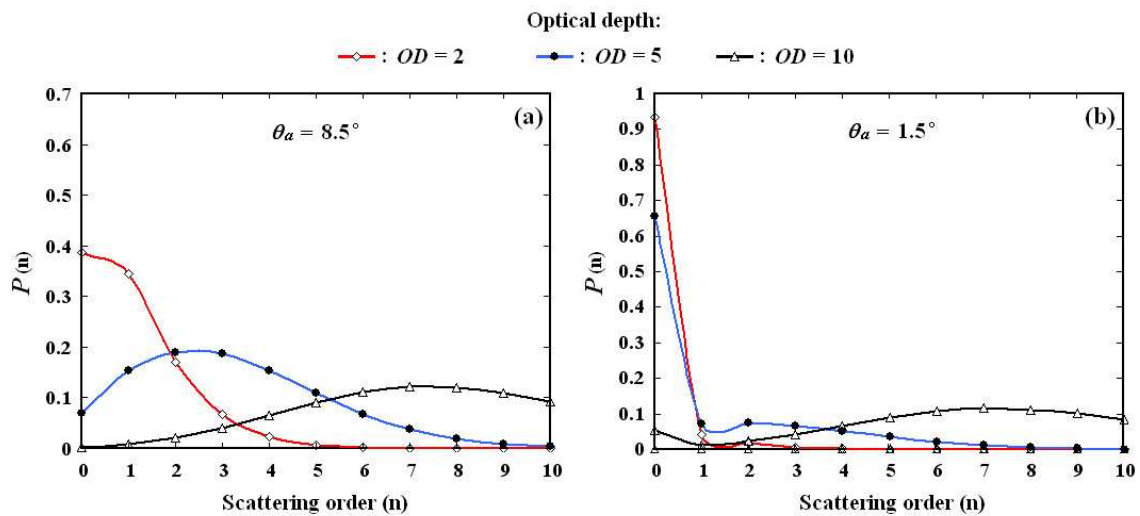 Optical depth:
: OD = 2 : OD = 5 : OD = 10
0.7
0.6
0.5
0.4
0.3
0.2
0.1
0
P (n)
(a)
θa = 8.5°
0 1 2 3 4 5 6 7 8 9 10
Scattering order (n)
1
0.9
0.8
0.7
0.6
0.5
0.4
0.3
0.2
0.1
0
P (n)
(b)
θa = 1.5°
0 1 2 3 4 5 6 7 8 9 10
Scattering order (n)